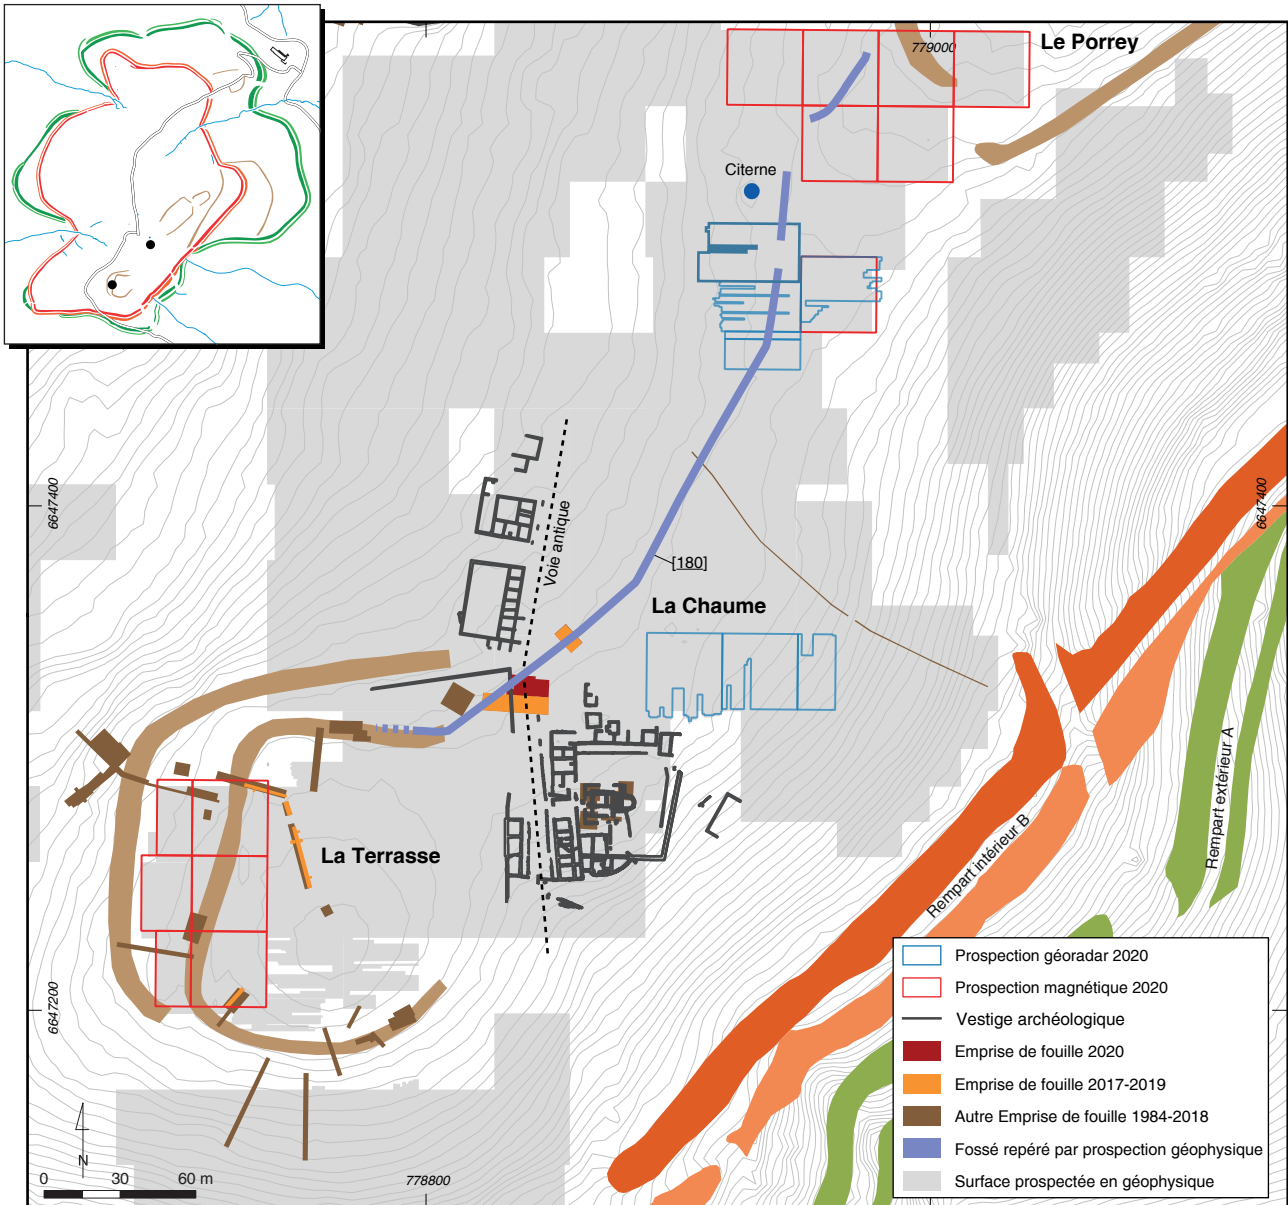 779000
Le Porrey
Citerne
6647400
6647400
Voie antique
[180]
La Chaume
Rempart extérieur A
Rempart intérieur B
La Terrasse
6647200
778800
N
0 30 60 m
Prospection géoradar 2020
Prospection magnétique 2020
Vestige archéologique
Emprise de fouille 2020
Emprise de fouille 2017-2019
Autre Emprise de fouille 1984-2018
Fossé repéré par prospection géophysique
Surface prospectée en géophysique